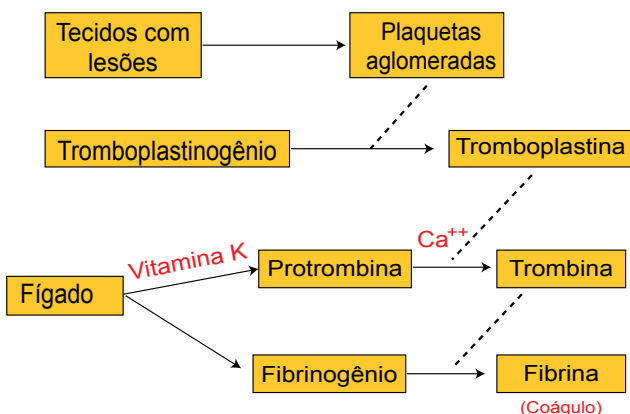 Tecidos com
lesões
Plaquetas
aglomeradas
Tromboplastinogênio
Tromboplastina
Vitamina K
Ca++
Fígado
Protrombina
Trombina
Fibrinogênio
Fibrina
(Coágulo)